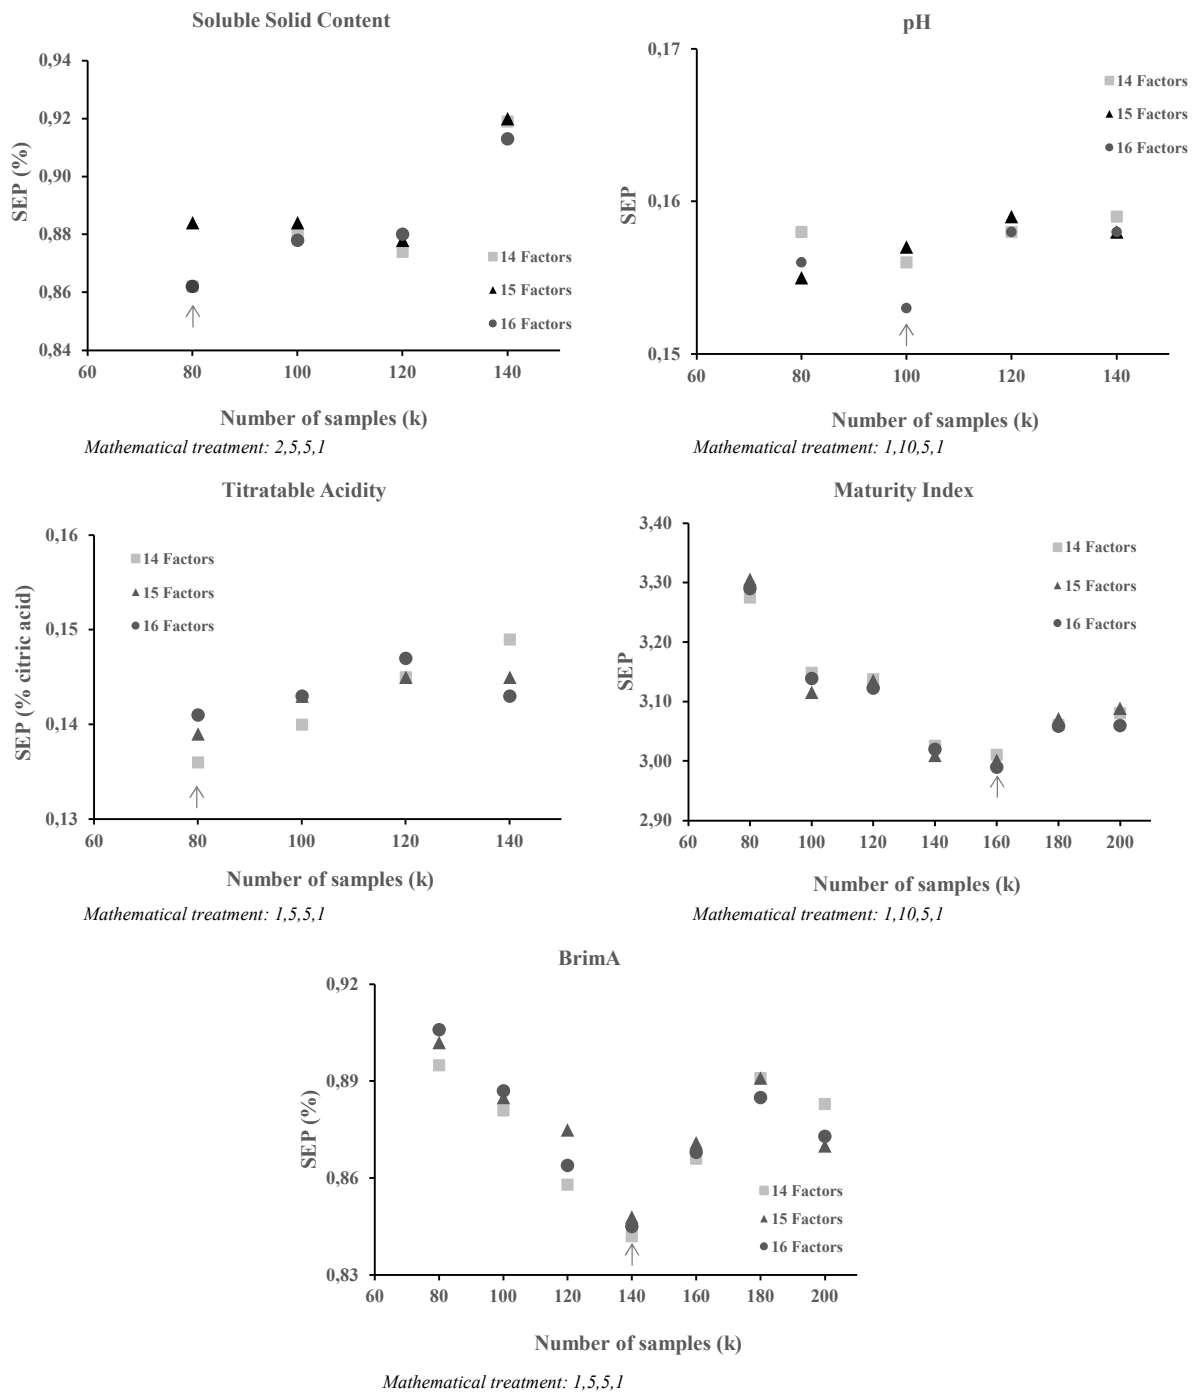 Soluble Solid Content
0,94
0,92
0,90
0,88
0,86
0,84
SEP (%)
14 Factors
15 Factors
16 Factors
60 80 100 120 140
Number of samples (k)
Mathematical treatment: 2,5,5,1
pH
0,17
0,16
0,15
SEP
14 Factors
15 Factors
16 Factors
60 80 100 120 140
Number of samples (k)
Mathematical treatment: 1,10,5,1
Titratable Acidity
0,16
0,15
0,14
0,13
SEP (% citric acid)
14 Factors
15 Factors
16 Factors
60 80 100 120 140
Number of samples (k)
Mathematical treatment: 1,5,5,1
Maturity Index
3,40
3,30
3,20
3,10
3,00
2,90
SEP
14 Factors
15 Factors
16 Factors
60 80 100 120 140 160 180 200
Number of samples (k)
Mathematical treatment: 1,10,5,1
BrimA
0,92
0,89
0,86
0,83
SEP (%)
14 Factors
15 Factors
16 Factors
60 80 100 120 140 160 180 200
Number of samples (k)
Mathematical treatment: 1,5,5,1